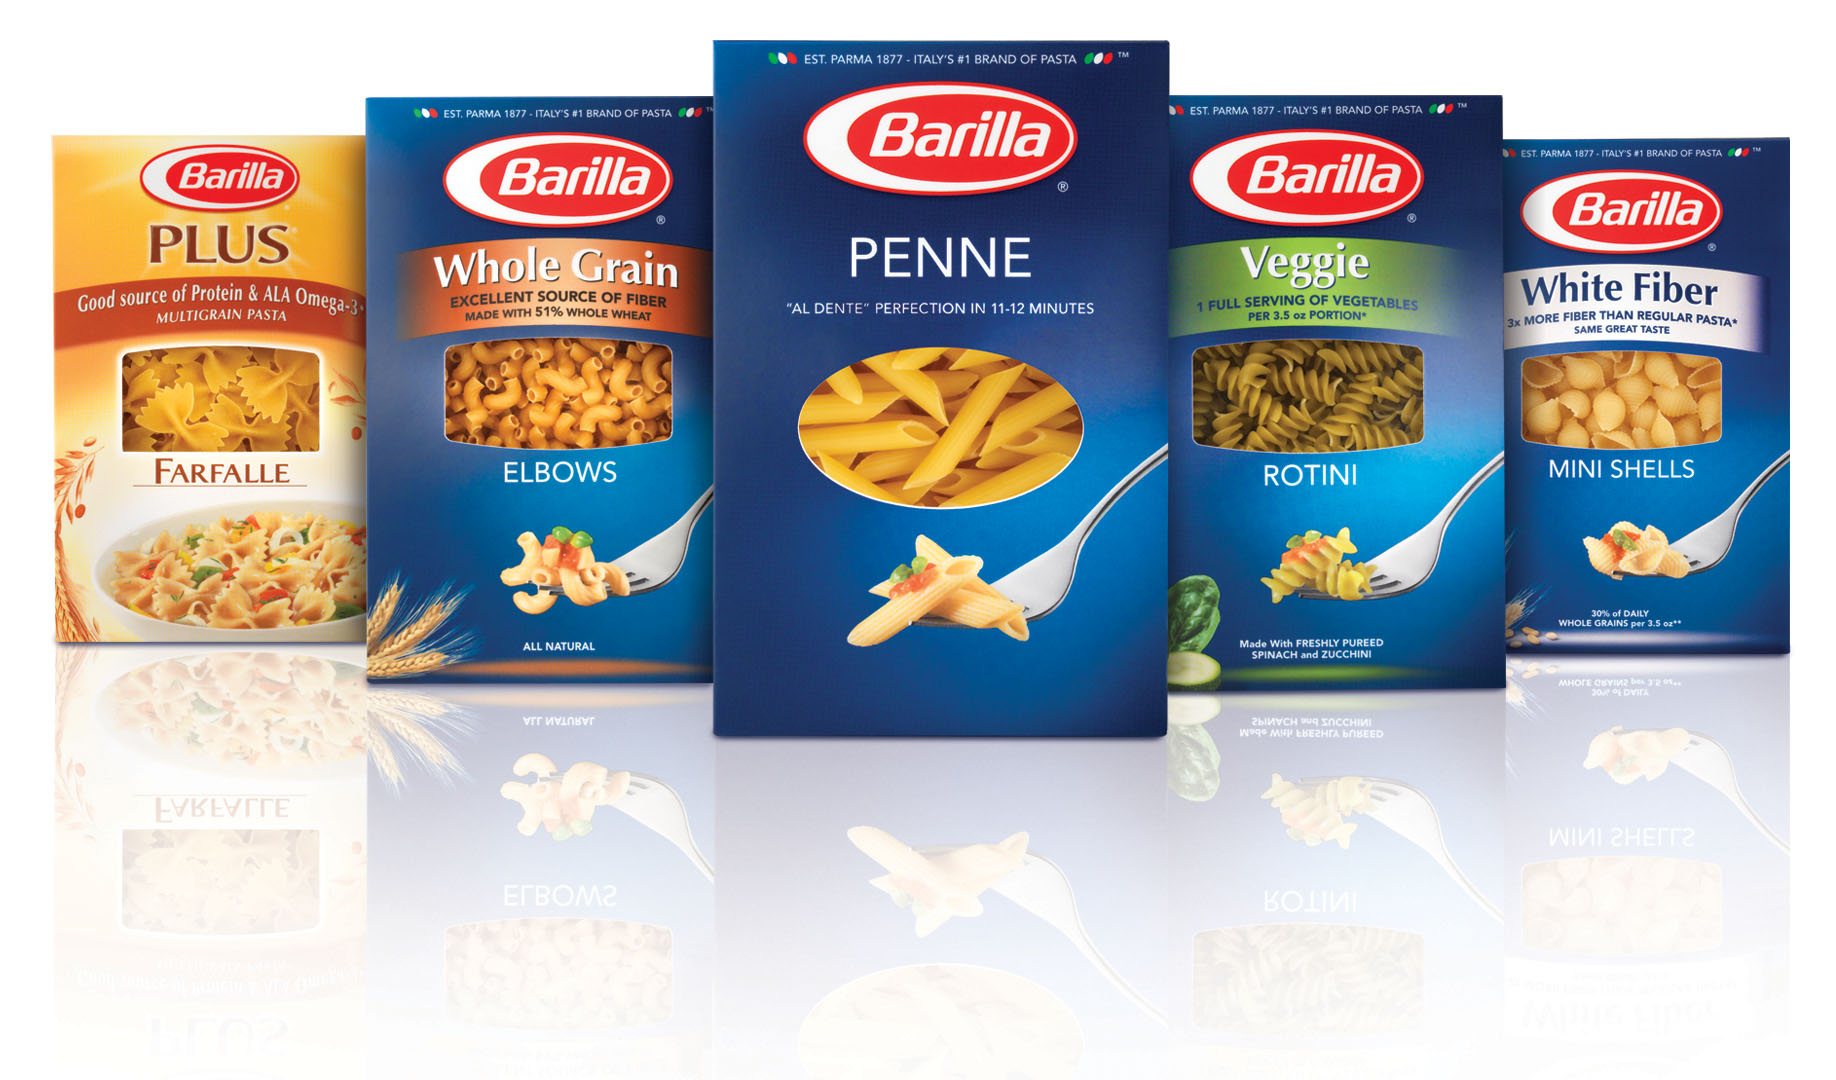 Barilla
PLUS
Good source of Protein & ALA Omega-3*
MULTIGRAIN PASTA
FARFALLE
EST. PARMA 1877 - ITALY'S #1 BRAND OF PASTA ™
Barilla®
Whole Grain
EXCELLENT SOURCE OF FIBER
MADE WITH 51% WHOLE WHEAT
ELBOWS
ALL NATURAL
EST. PARMA 1877 - ITALY'S #1 BRAND OF PASTA ™
Barilla®
PENNE
"AL DENTE" PERFECTION IN 11-12 MINUTES
EST. PARMA 1877 - ITALY'S #1 BRAND OF PASTA ™
Barilla®
Veggie
1 FULL SERVING OF VEGETABLES
PER 3.5 oz PORTION*
ROTINI
Made With FRESHLY PUREED
SPINACH and ZUCCHINI
EST. PARMA 1877 - ITALY'S #1 BRAND OF PASTA ™
Barilla®
White Fiber
3x MORE FIBER THAN REGULAR PASTA*
SAME GREAT TASTE
MINI SHELLS
30% of DAILY
WHOLE GRAINS per 3.5 oz**